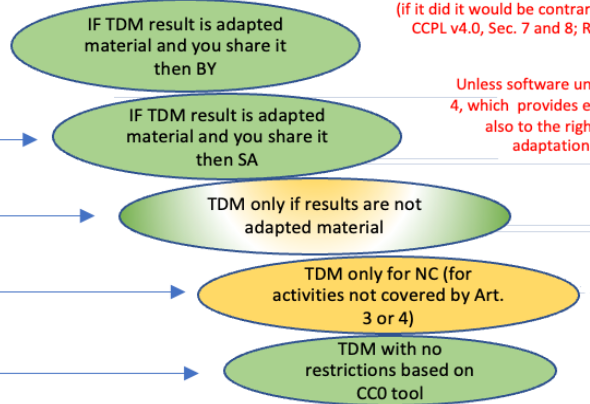 IF TDM result is adapted
material and you share it
then BY
(if it did it would be contrar
CCPL v4.0, Sec. 7 and 8; R
IF TDM result is adapted
material and you share it
then SA
Unless software un
4, which provides e
also to the righ
adaptation
TDM only if results are not
adapted material
TDM only for NC (for
activities not covered by Art.
3 or 4)
TDM with no
restrictions based on
CC0 tool